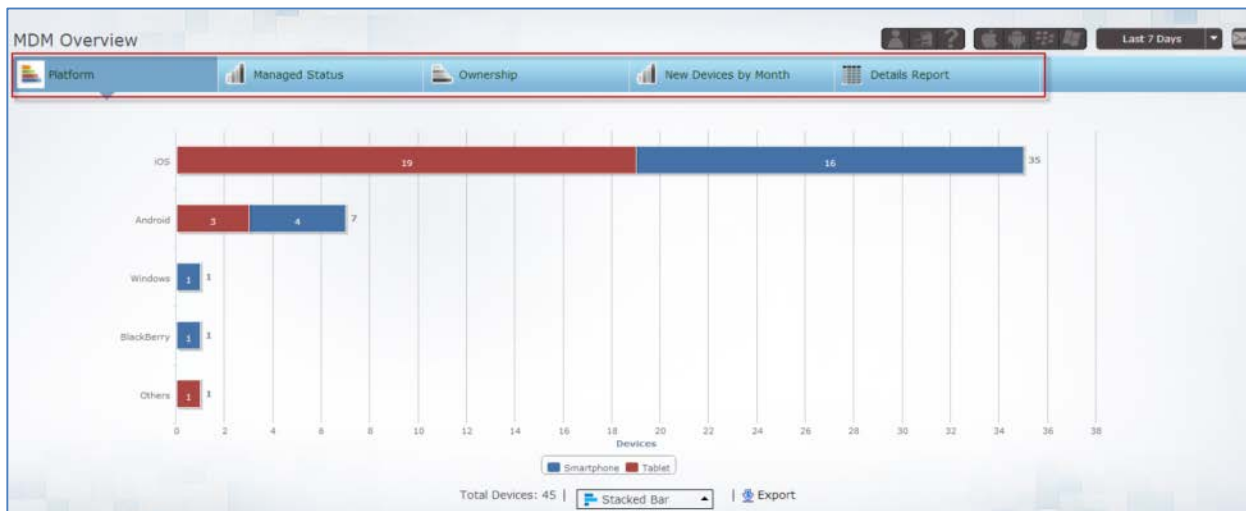 MDM Overview
Last 7 Days
Platform
Managed Status
Ownership
New Devices by Month
Details Report
iOS
19
16
35
Android
3
4
7
Windows
1
1
BlackBerry
1
1
Others
1
1
0 2 4 6 8 10 12 14 16 18 20 22 24 26 28 30 32 34 36 38
Devices
Smartphone Tablet
Total Devices: 45 | Stacked Bar | Export